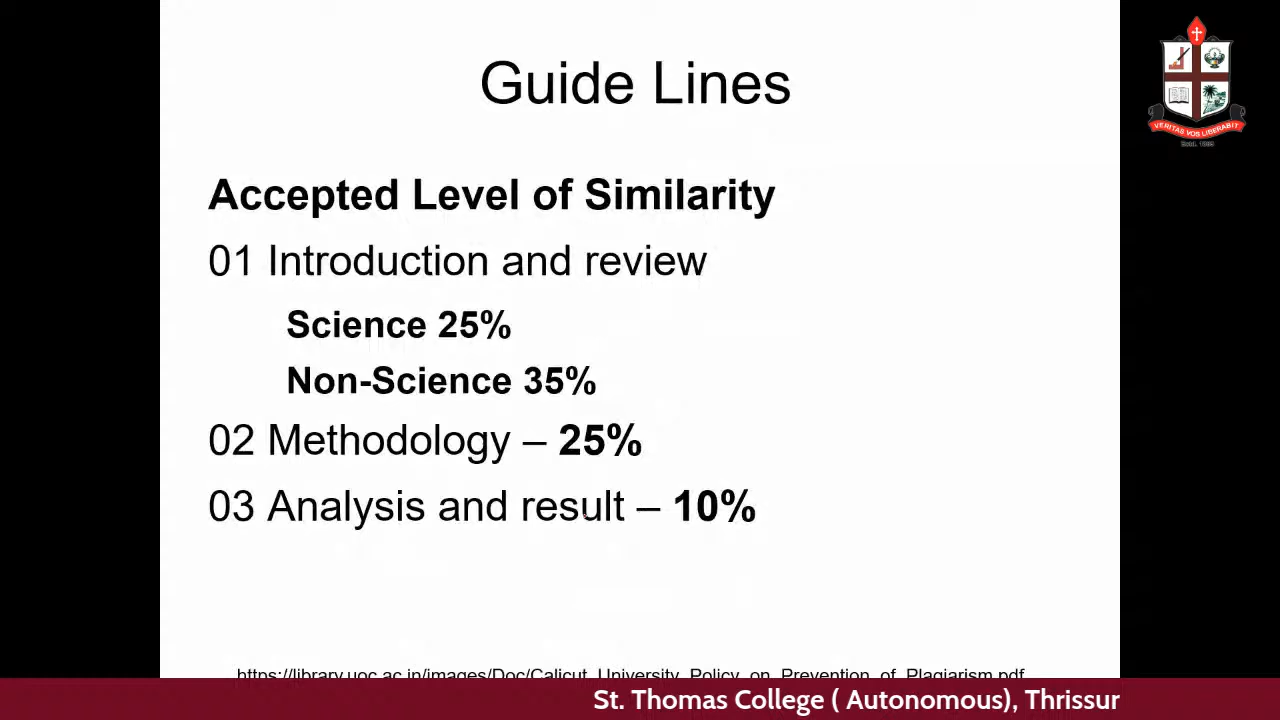 Guide Lines
VERITAS VOS LIBERABIT
Accepted Level of Similarity
01 Introduction and review
Science 25%
Non-Science 35%
02 Methodology – 25%
03 Analysis and result – 10%
https://library.uoc.ac.in/images/Doc/Calicut_University_Policy_on_Prevention_of_Plagiarism.pdf
St. Thomas College ( Autonomous), Thrissur